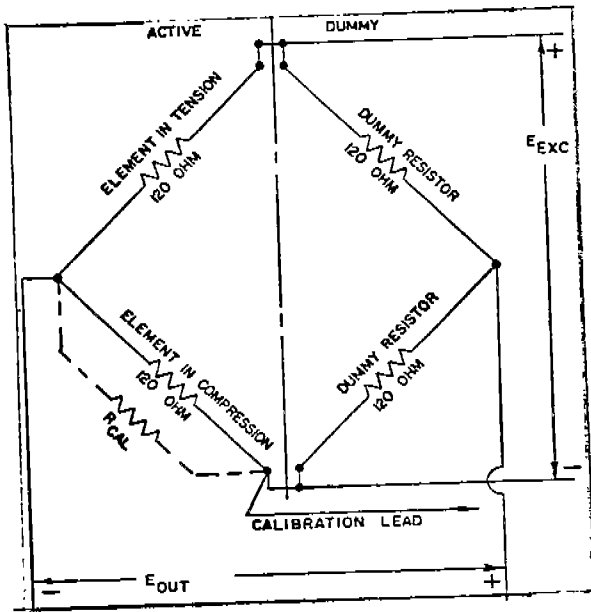 ACTIVE
DUMMY
+
ELEMENT IN TENSION
120 OHM
DUMMY RESISTOR
120 OHM
E EXC
ELEMENT IN COMPRESSION
120 OHM
DUMMY RESISTOR
120 OHM
R CAL
-
CALIBRATION LEAD
E OUT
-
+